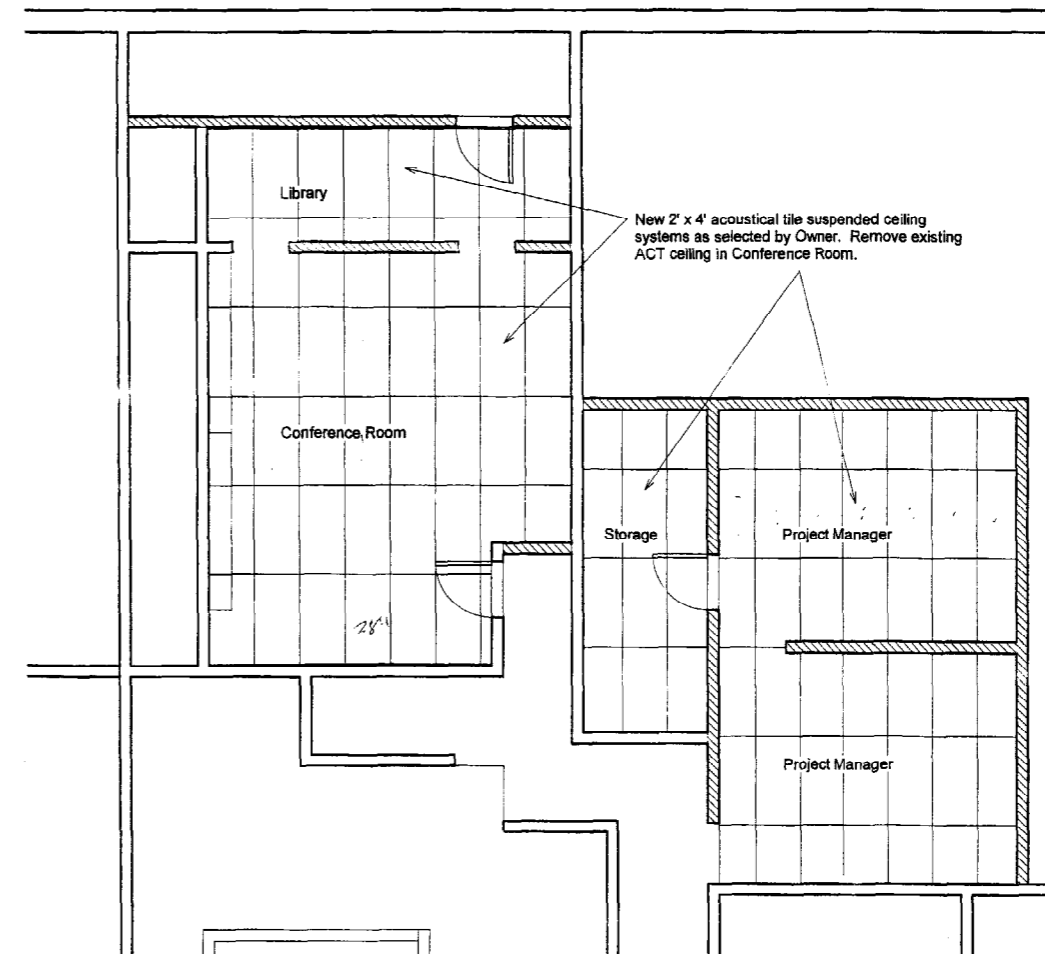 Library
New 2' x 4' acoustical tile suspended ceiling
systems as selected by Owner. Remove existing
ACT ceiling in Conference Room.
Conference Room
Storage
Project Manager
28"
Project Manager